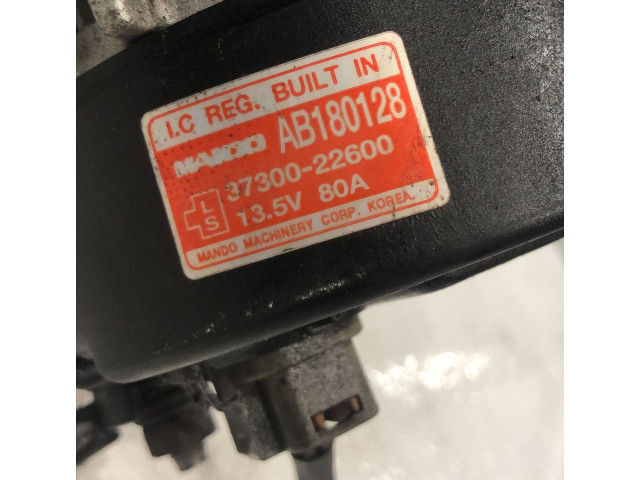 I.C REG. BUILT IN
MANDO AB180128
37300-22600
L S 13.5V 80A
MANDO MACHINERY CORP. KOREA.